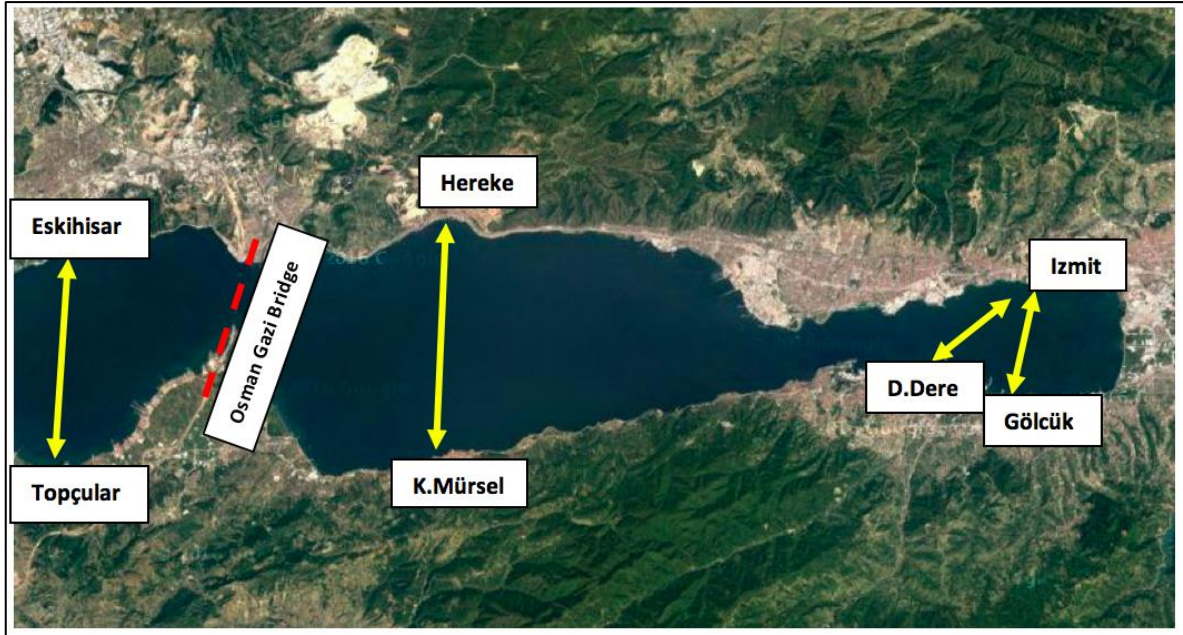 Hereke
Eskihisar
Izmit
Osman Gazi Bridge
D.Dere
Gölcük
Topçular
K.Mürsel